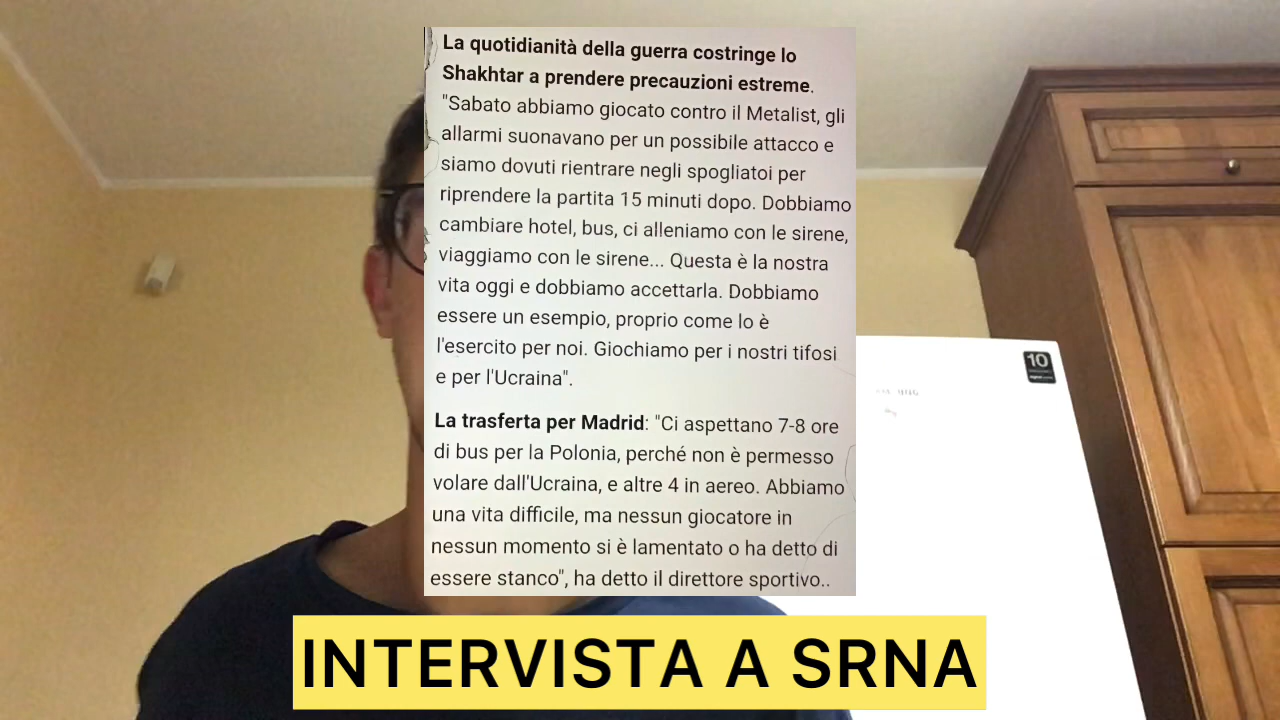 La quotidianità della guerra costringe lo
Shakhtar a prendere precauzioni estreme.
"Sabato abbiamo giocato contro il Metalist, gli
allarmi suonavano per un possibile attacco e
siamo dovuti rientrare negli spogliatoi per
riprendere la partita 15 minuti dopo. Dobbiamo
cambiare hotel, bus, ci alleniamo con le sirene,
viaggiamo con le sirene... Questa è la nostra
vita oggi e dobbiamo accettarla. Dobbiamo
essere un esempio, proprio come lo è
l'esercito per noi. Giochiamo per i nostri tifosi
e per l'Ucraina".
La trasferta per Madrid: "Ci aspettano 7-8 ore
di bus per la Polonia, perché non è permesso
volare dall'Ucraina, e altre 4 in aereo. Abbiamo
una vita difficile, ma nessun giocatore in
nessun momento si è lamentato o ha detto di
essere stanco", ha detto il direttore sportivo..
10
INTERVISTA A SRNA